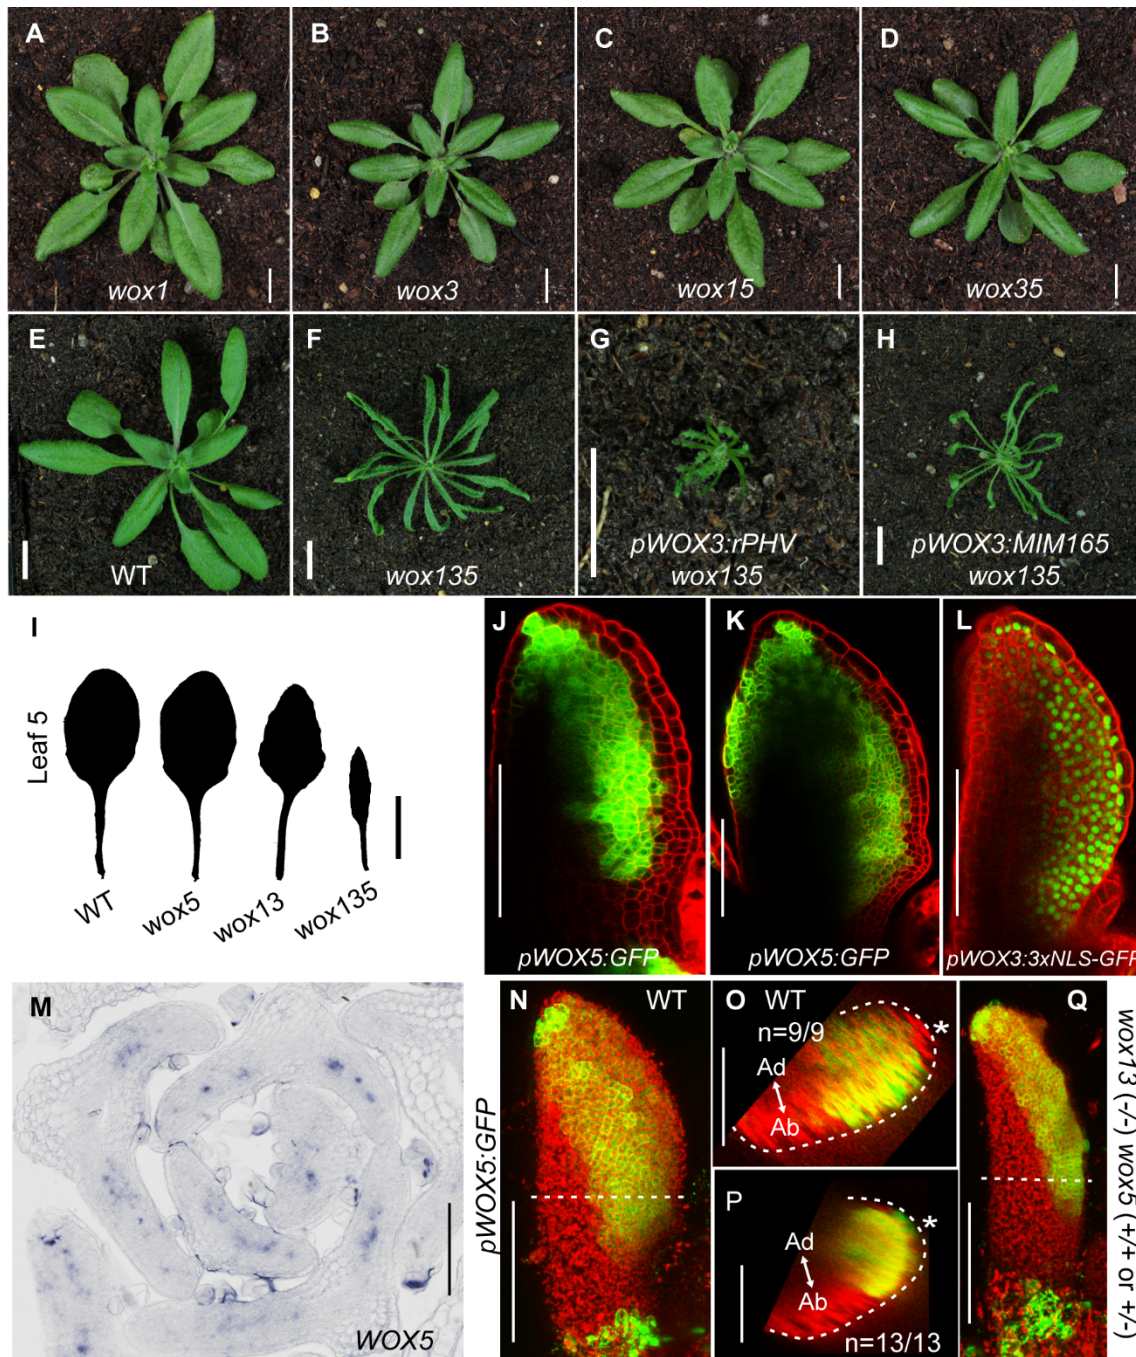 A
wox1
B
wox3
C
wox15
D
wox35
E
WT
F
wox135
G
pWOX3:rPHV
wox135
H
pWOX3:MIM165
wox135
I
Leaf 5
WT
wox5
wox13
wox135
J
pWOX5:GFP
K
pWOX5:GFP
L
pWOX3:3xNLS-GFP
M
WOX5
pWOX5:GFP
N
WT
O
WT
n=9/9
Ad
Ab
*
P
Ad
Ab
*
n=13/13
Q
wox13 (-/-) wox5 (+/+ or +/-)